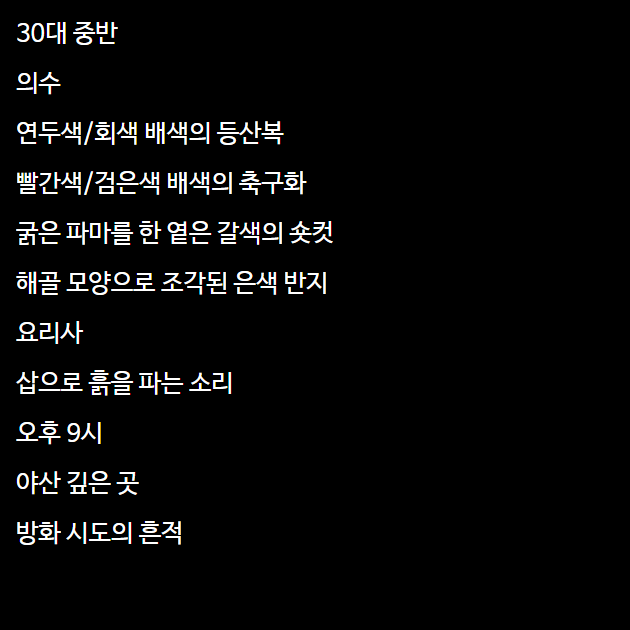 30대 중반
의수
연두색/회색 배색의 등산복
빨간색/검은색 배색의 축구화
굵은 파마를 한 옅은 갈색의 숏컷
해골 모양으로 조각된 은색 반지
요리사
삽으로 흙을 파는 소리
오후 9시
야산 깊은 곳
방화 시도의 흔적